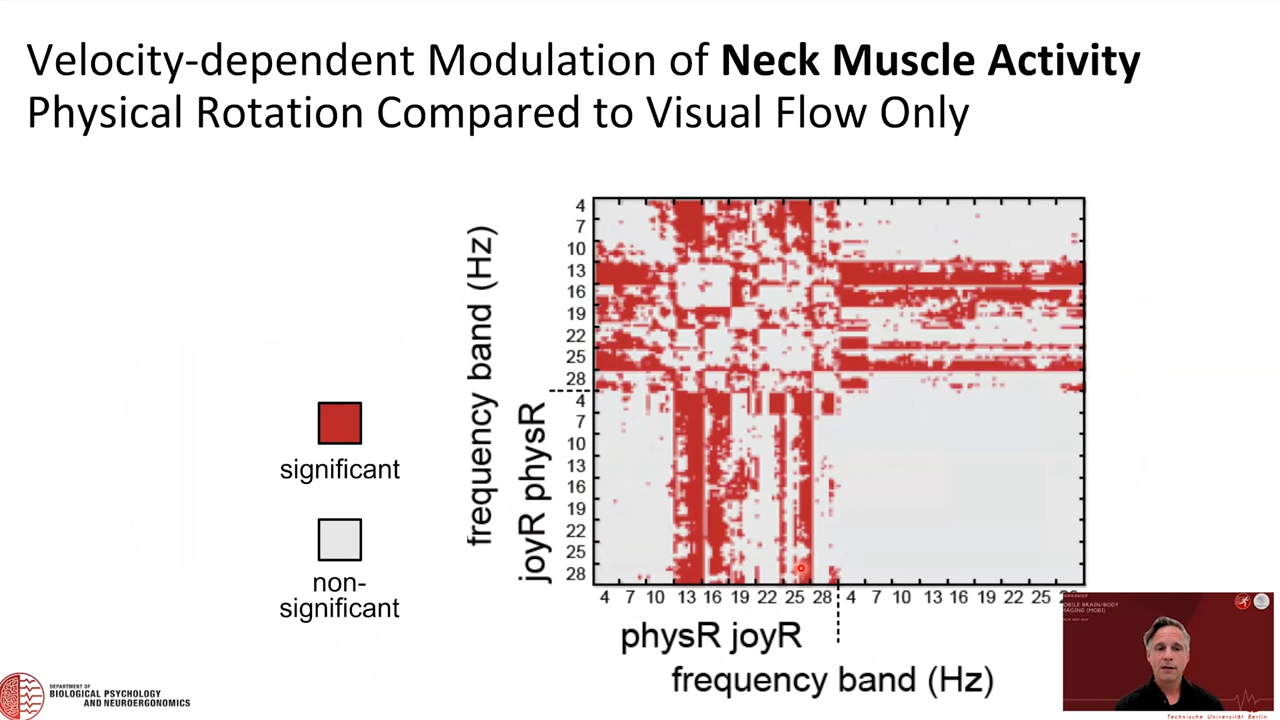 Velocity-dependent Modulation of Neck Muscle Activity
Physical Rotation Compared to Visual Flow Only
frequency band (Hz)
joyR physR
4
7
10
13
16
19
22
25
28
4
7
10
13
16
19
22
25
28
4 7 10 13 16 19 22 25 28 4 7 10 13 16 19 22 25
physR joyR
frequency band (Hz)
significant
non-
significant
DEPARTMENT OF
BIOLOGICAL PSYCHOLOGY
AND NEUROERGONOMICS
Technische Universität Berlin